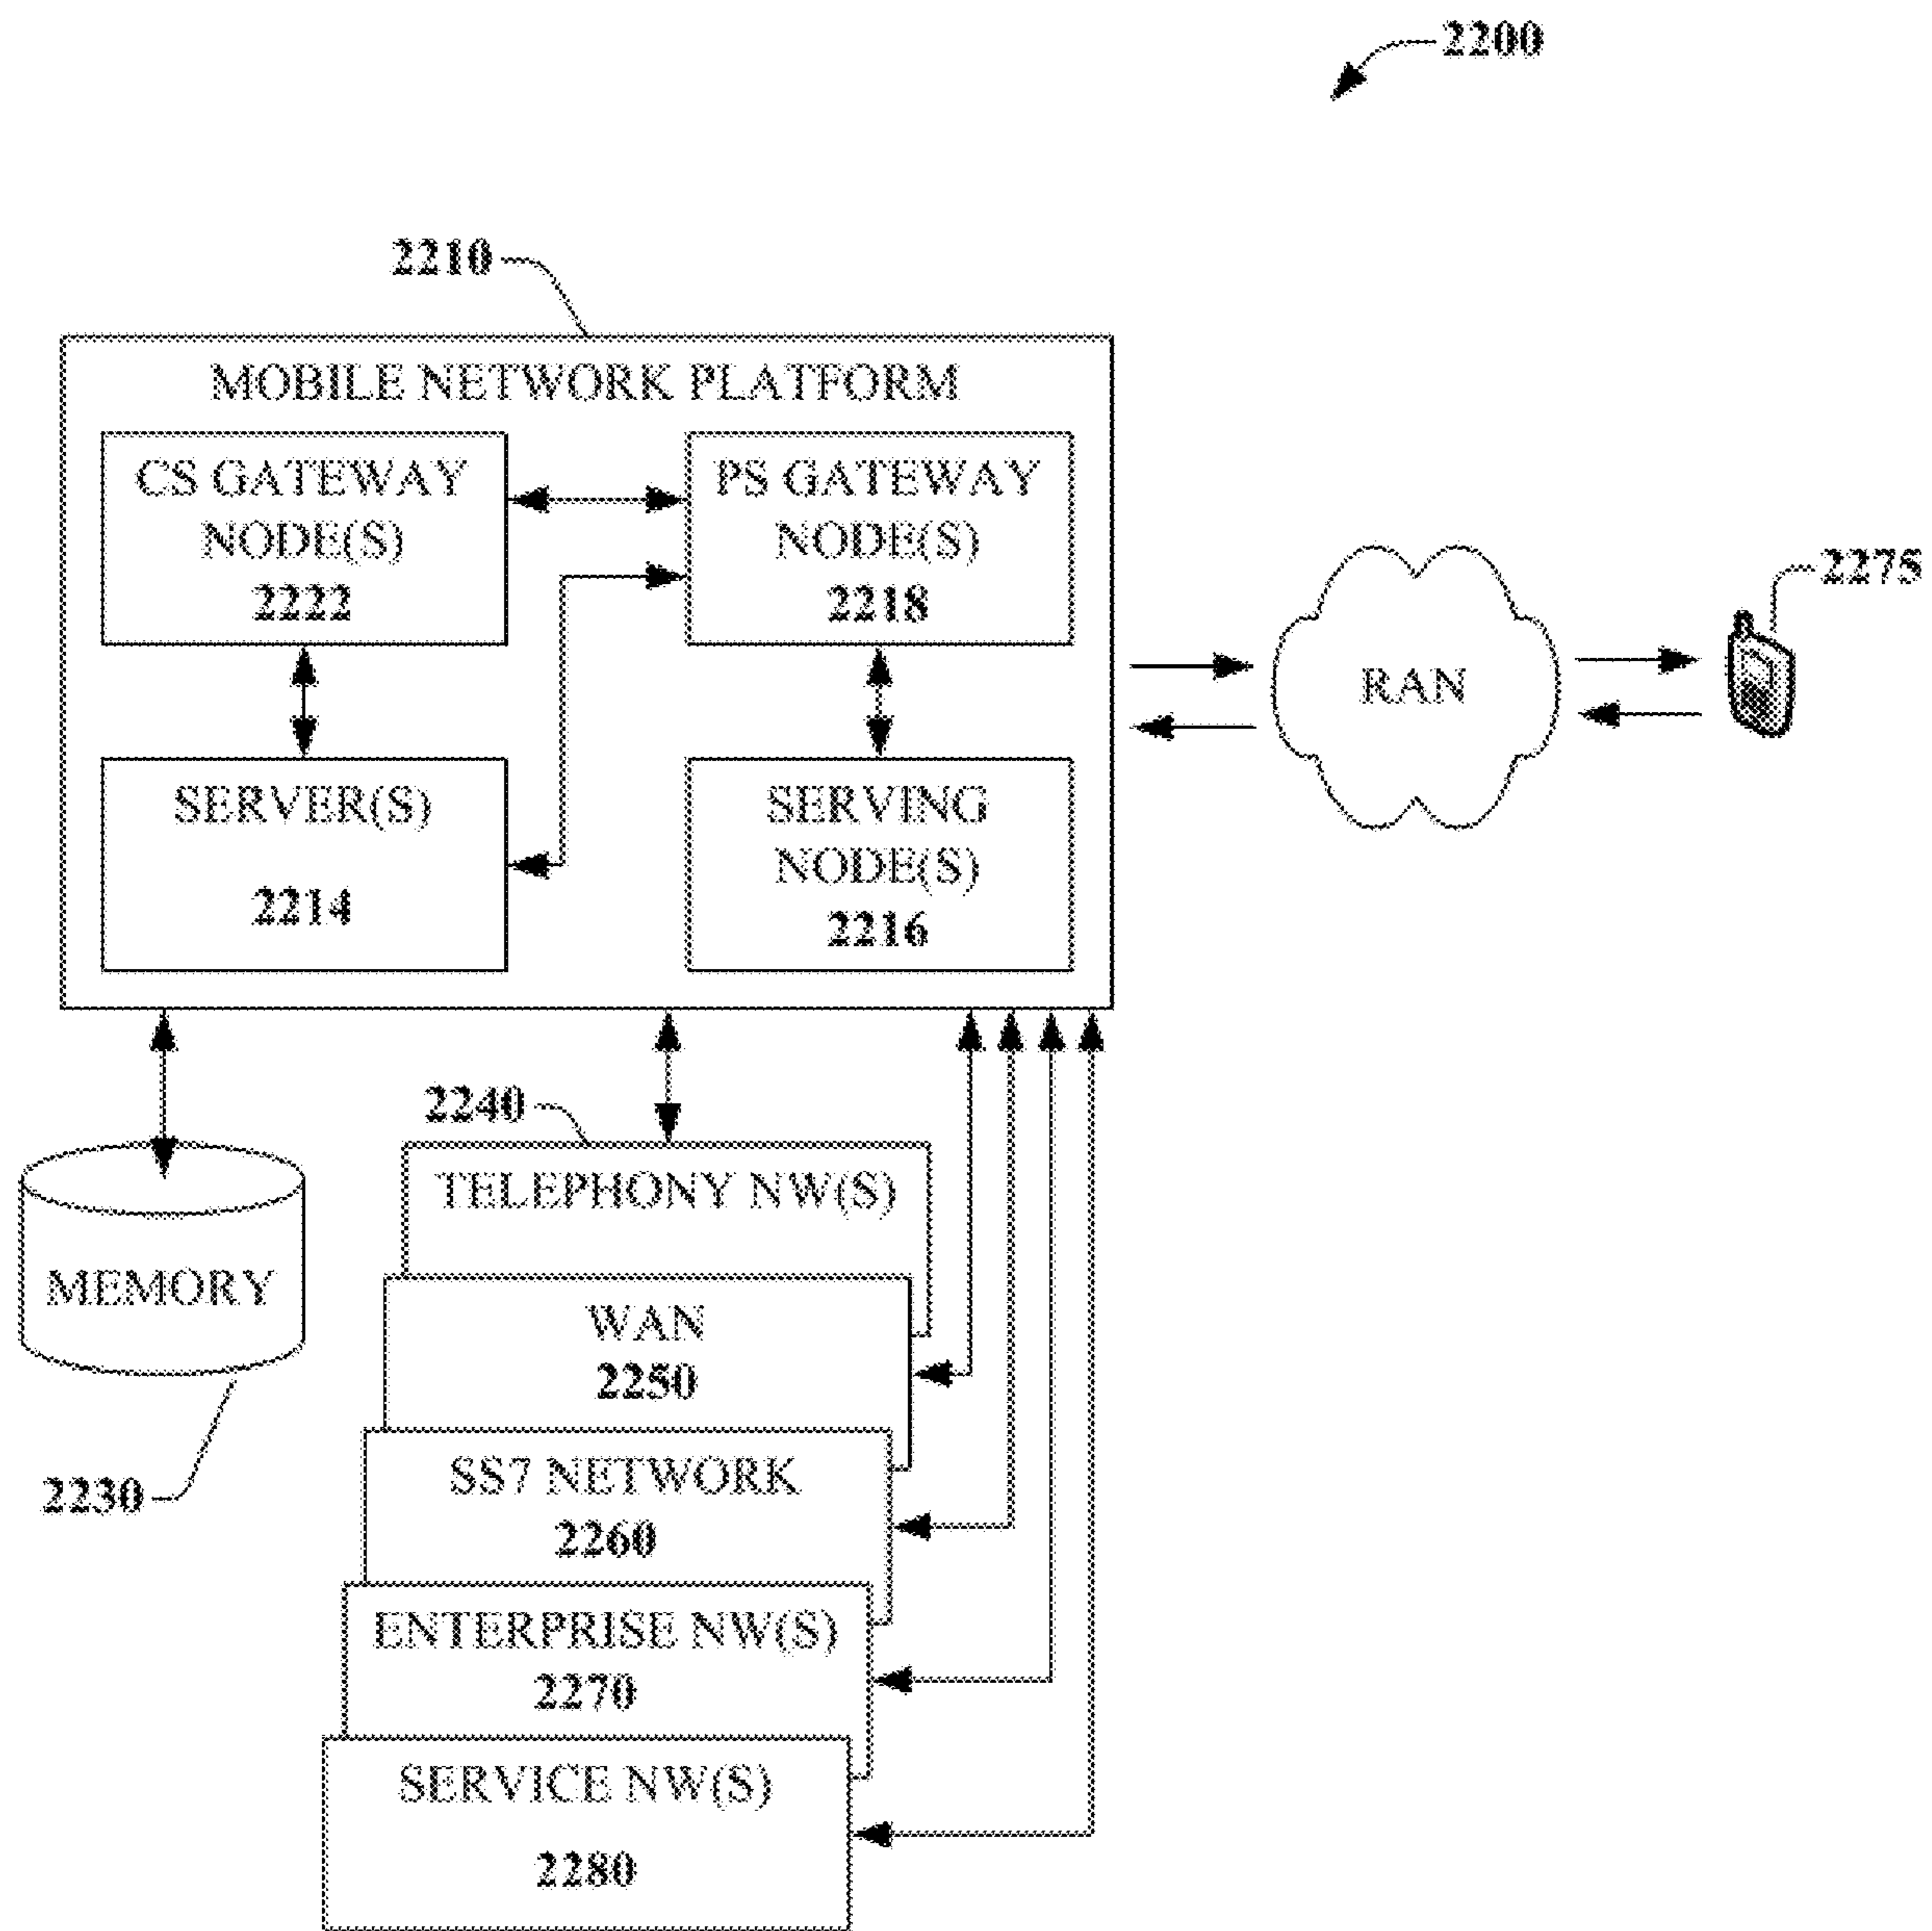 2200
2210
MOBILE NETWORK PLATFORM
CS GATEWAY
NODE(S)
2222
PS GATEWAY
NODE(S)
2218
SERVER(S)
2214
SERVING
NODE(S)
2216
RAN
2275
2240
TELEPHONY NW(S)
MEMORY
2230
WAN
2250
SS7 NETWORK
2260
ENTERPRISE NW(S)
2270
SERVICE NW(S)
2280